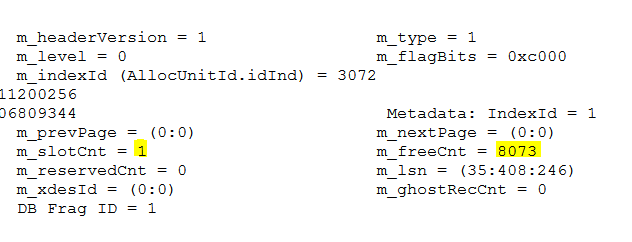 m_headerVersion = 1 m_type = 1
m_level = 0 m_flagBits = 0xc000
m_indexId (AllocUnitId.idInd) = 3072
11200256
06809344 Metadata: IndexId = 1
m_prevPage = (0:0) m_nextPage = (0:0)
m_slotCnt = 1 m_freeCnt = 8073
m_reservedCnt = 0 m_lsn = (35:408:246)
m_xdesId = (0:0) m_ghostRecCnt = 0
DB Frag ID = 1